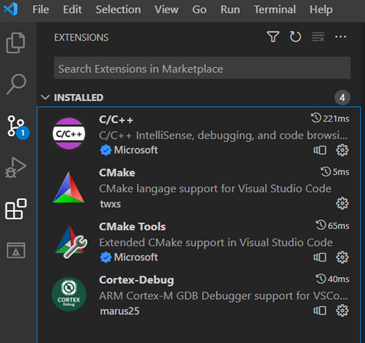 File Edit Selection View Go Run Terminal Help
EXTENSIONS
Search Extensions in Marketplace
INSTALLED 4
C/C++ 221ms
C/C++ IntelliSense, debugging, and code browsi...
Microsoft
CMake 5ms
CMake langage support for Visual Studio Code
twxs
CMake Tools 65ms
Extended CMake support in Visual Studio Code
Microsoft
Cortex-Debug 40ms
ARM Cortex-M GDB Debugger support for VSCo...
marus25
C/C++
1
CORTEX
Debug